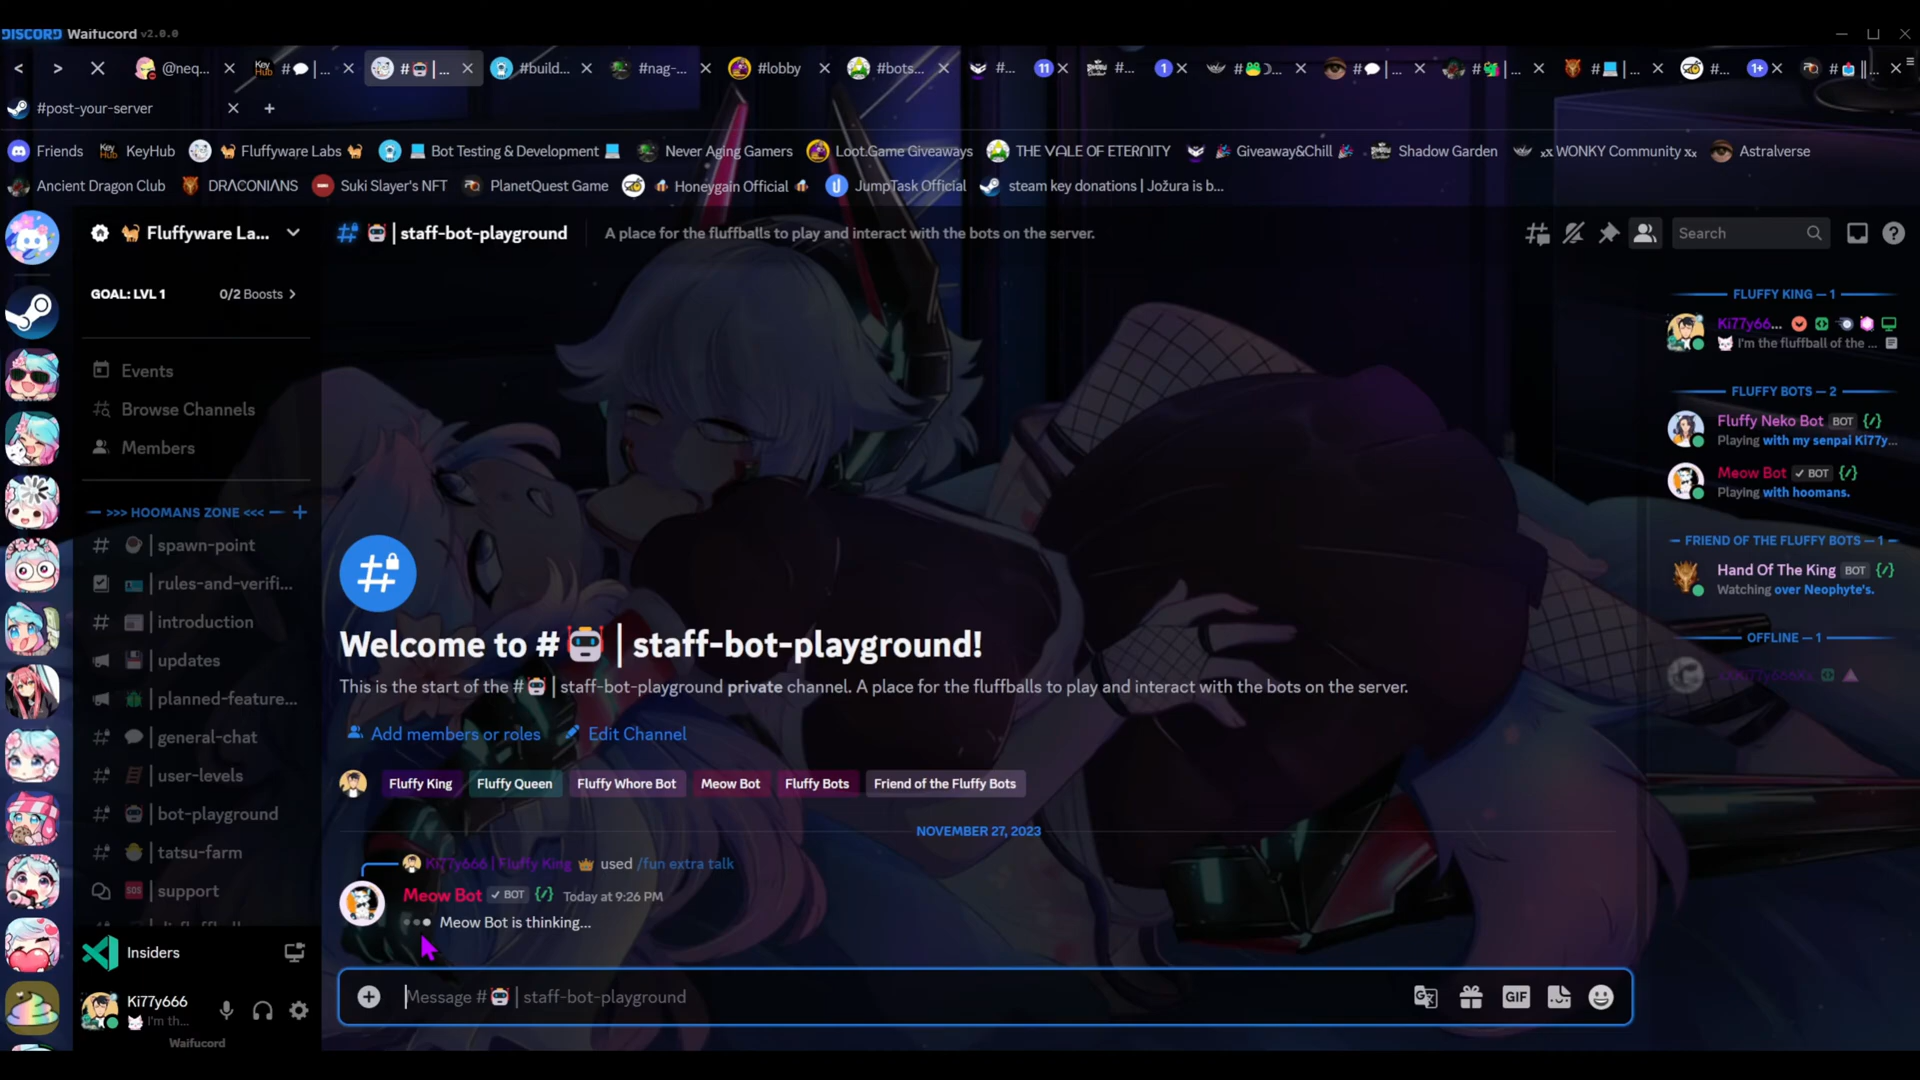 DISCORD Waifucord v2.0.0
@neq... # | ... # | ... #build... #nag-... #lobby #bots... #... 11 #... 1 # ... # | ... # | ... # | ... #... 1+ # ||...
#post-your-server
Friends KeyHub Fluffyware Labs Bot Testing & Development Never Aging Gamers Loot.Game Giveaways THE VALE OF ETERNITY Giveaway&Chill Shadow Garden xX WONKY Community Xx Astralverse
Ancient Dragon Club DRACONIANS Suki Slayer's NFT PlanetQuest Game Honeygain Official JumpTask Official steam key donations | Jožura is b...
Fluffyware La...
🤖 | staff-bot-playground
A place for the fluffballs to play and interact with the bots on the server.
Search
GOAL: LVL 1 0/2 Boosts
Events
Browse Channels
Members
>>> HOOMANS ZONE <<<
| spawn-point
| rules-and-verifi...
| introduction
| updates
| planned-feature...
| general-chat
| user-levels
| bot-playground
| tatsu-farm
| support
Insiders
Ki77y666
I'm th...
Waifucord
Welcome to #🤖 | staff-bot-playground!
This is the start of the #🤖 | staff-bot-playground private channel. A place for the fluffballs to play and interact with the bots on the server.
Add members or roles Edit Channel
Fluffy King Fluffy Queen Fluffy Whore Bot Meow Bot Fluffy Bots Friend of the Fluffy Bots
NOVEMBER 27, 2023
Ki77y666 | Fluffy King 👑 used /fun extra talk
Meow Bot ✓ BOT {/} Today at 9:26 PM
Meow Bot is thinking...
Message #🤖 | staff-bot-playground
GIF
FLUFFY KING — 1
Ki77y66...
I'm the fluffball of the ...
FLUFFY BOTS — 2
Fluffy Neko Bot BOT {/}
Playing with my senpai Ki77y...
Meow Bot ✓ BOT {/}
Playing with hoomans.
FRIEND OF THE FLUFFY BOTS — 1
Hand Of The King BOT {/}
Watching over Neophyte's.
OFFLINE — 1